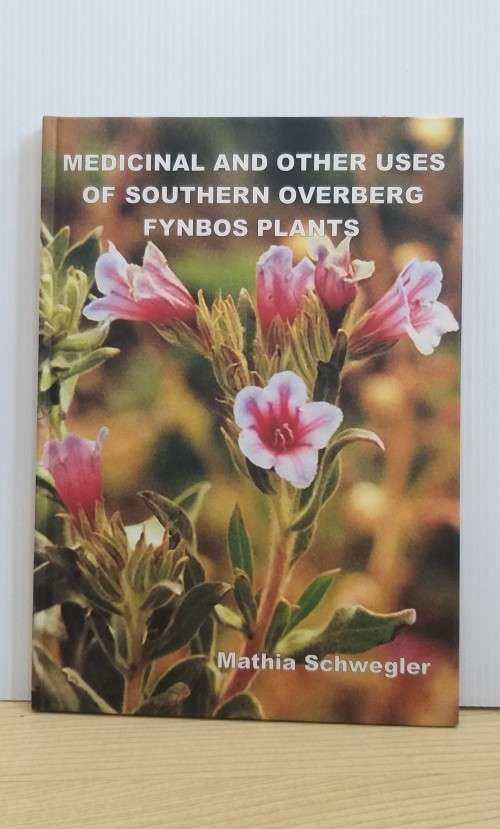 MEDICINAL AND OTHER USES
OF SOUTHERN OVERBERG
FYNBOS PLANTS
Mathia Schwegler